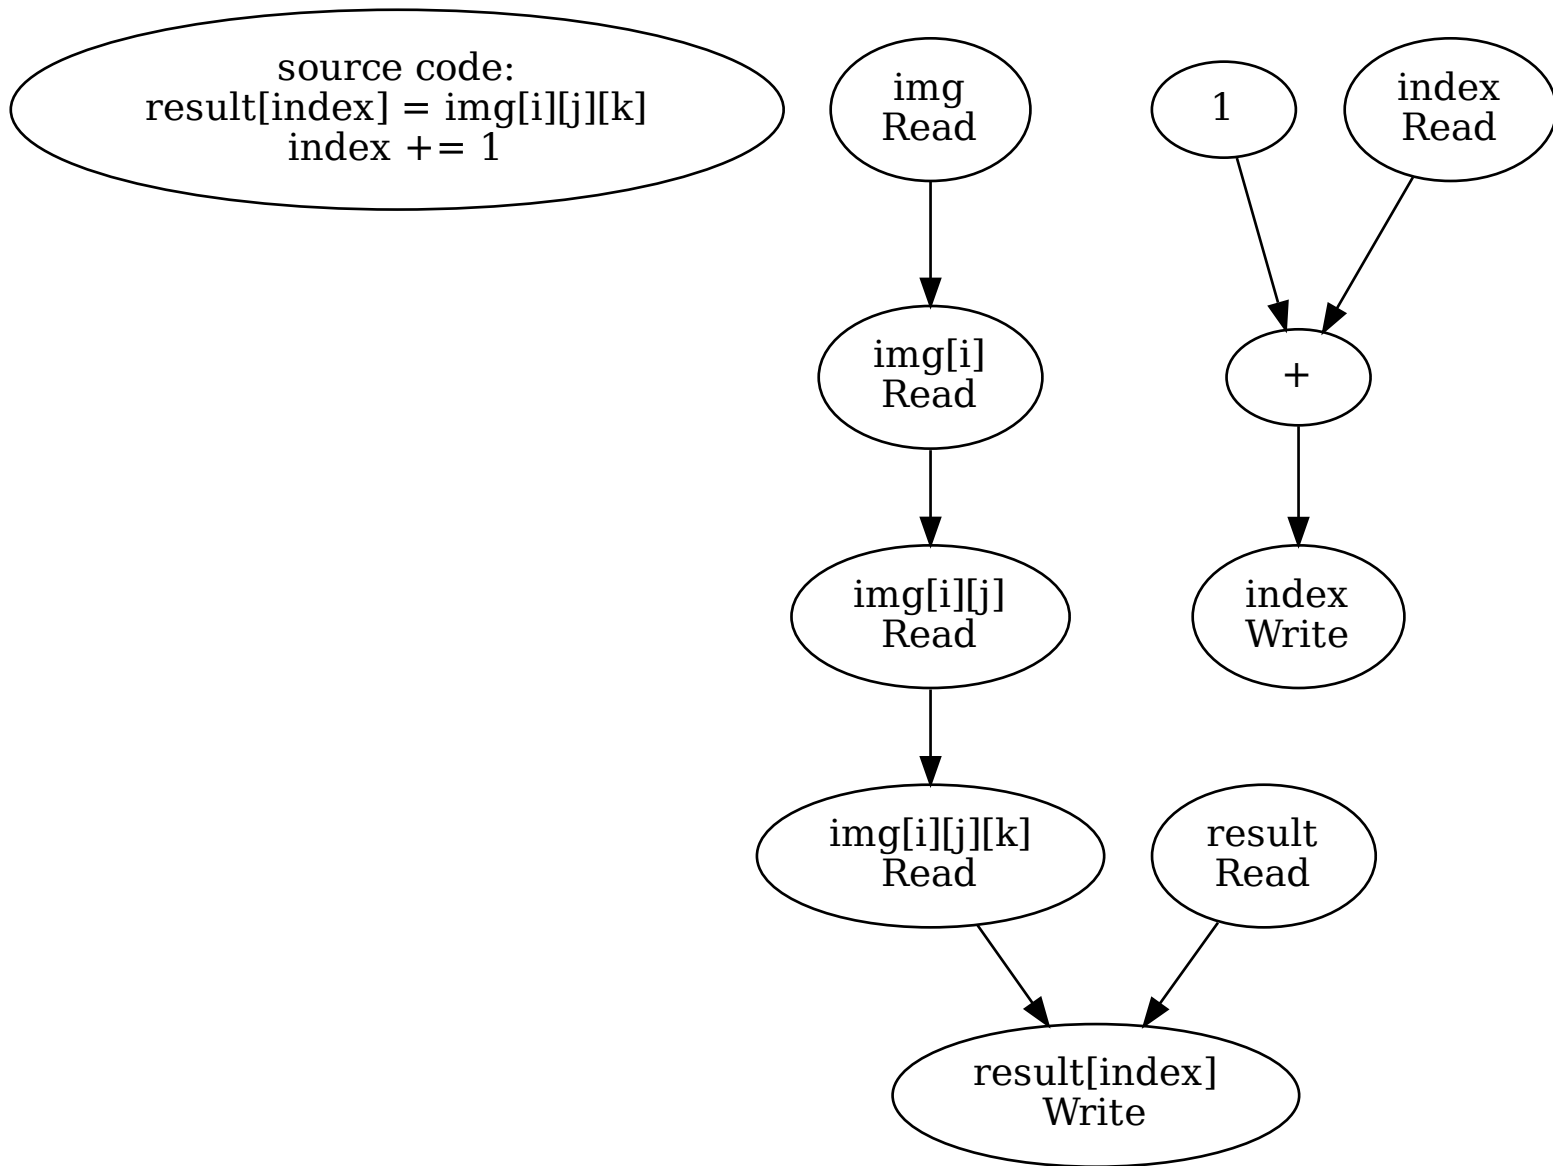 source code:
result[index] = img[i][j][k]
index += 1
img
Read
1
index
Read
img[i]
Read
+
img[i][j]
Read
index
Write
img[i][j][k]
Read
result
Read
result[index]
Write